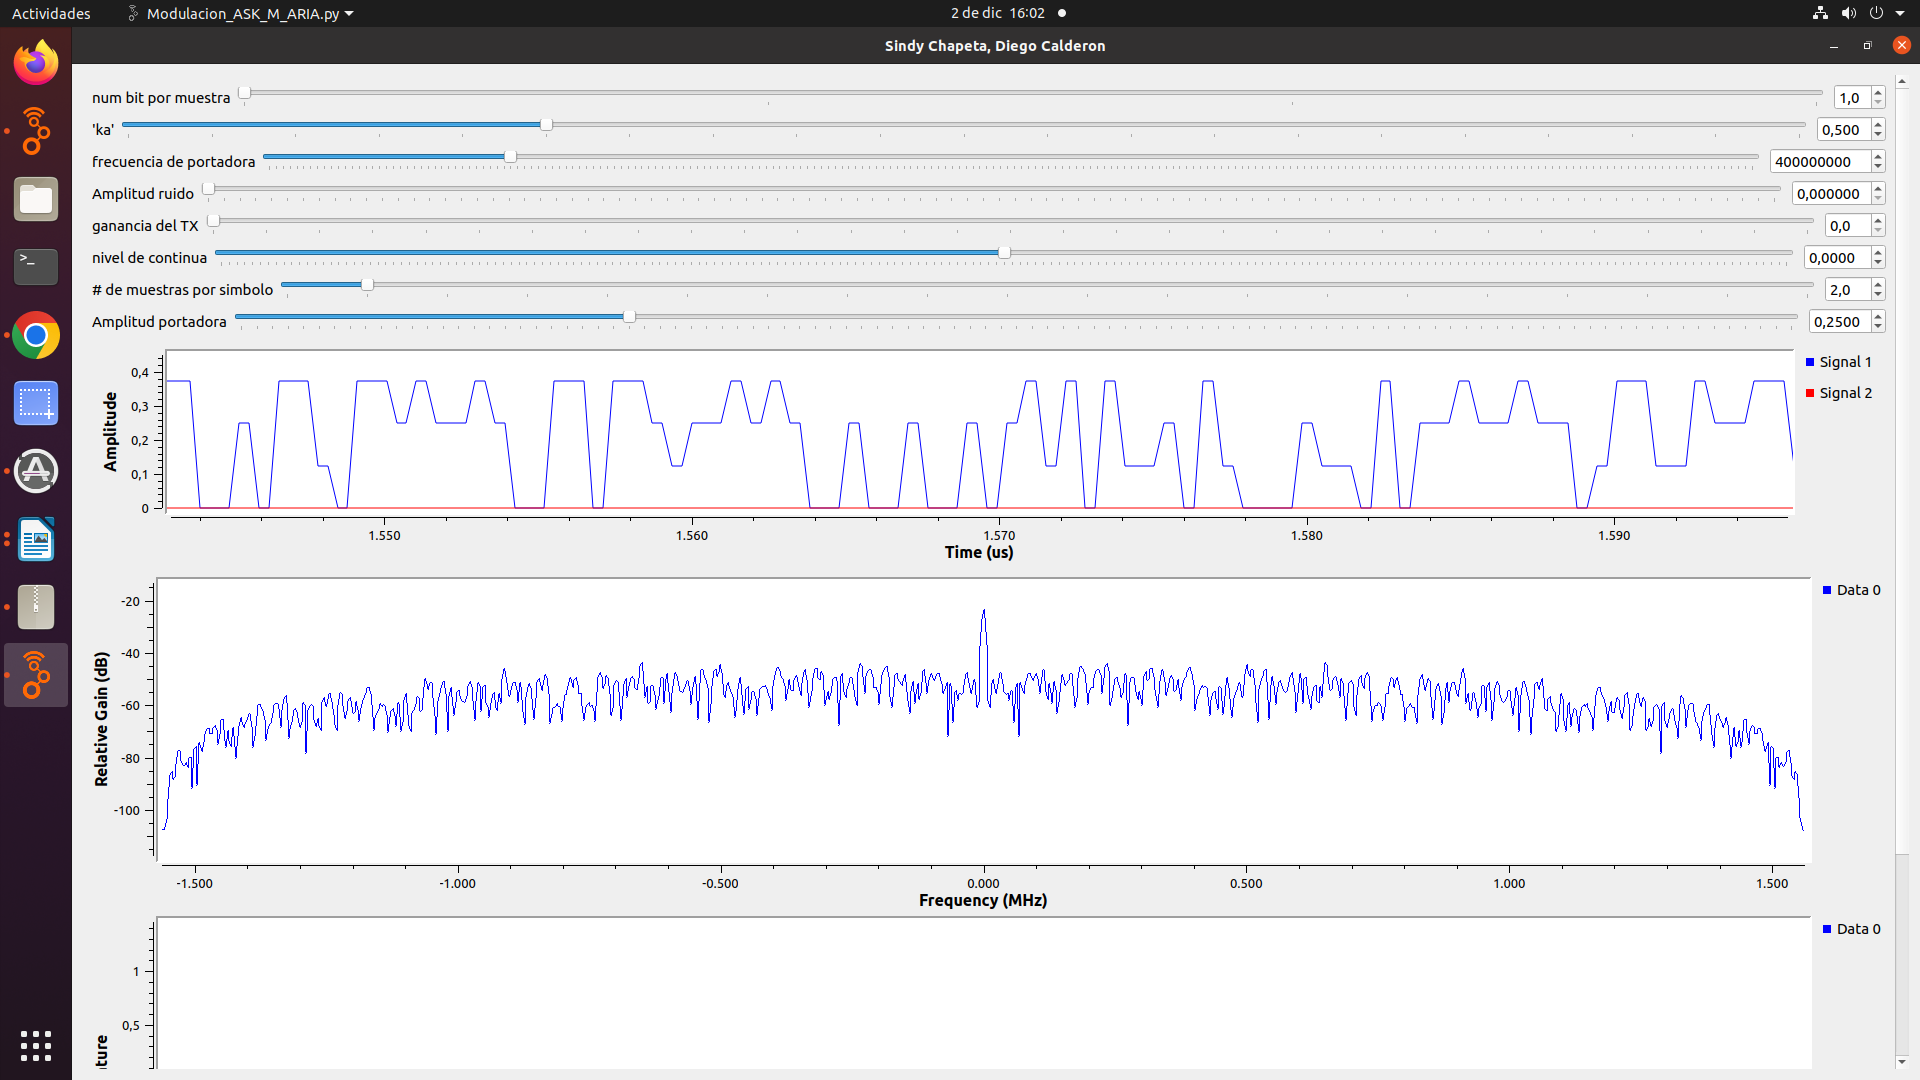 Actividades Modulacion_ASK_M_ARIA.py 2 de dic 16:02
Sindy Chapeta, Diego Calderon
num bit por muestra 1,0
'ka' 0,500
frecuencia de portadora 400000000
Amplitud ruido 0,000000
ganancia del TX 0,0
nivel de continua 0,0000
# de muestras por simbolo 2,0
Amplitud portadora 0,2500
Signal 1
Signal 2
Amplitude
0,4
0,3
0,2
0,1
0
1.550 1.560 1.570 1.580 1.590
Time (us)
Data 0
Relative Gain (dB)
-20
-40
-60
-80
-100
-1.500 -1.000 -0.500 0.000 0.500 1.000 1.500
Frequency (MHz)
Data 0
1
0,5
ture